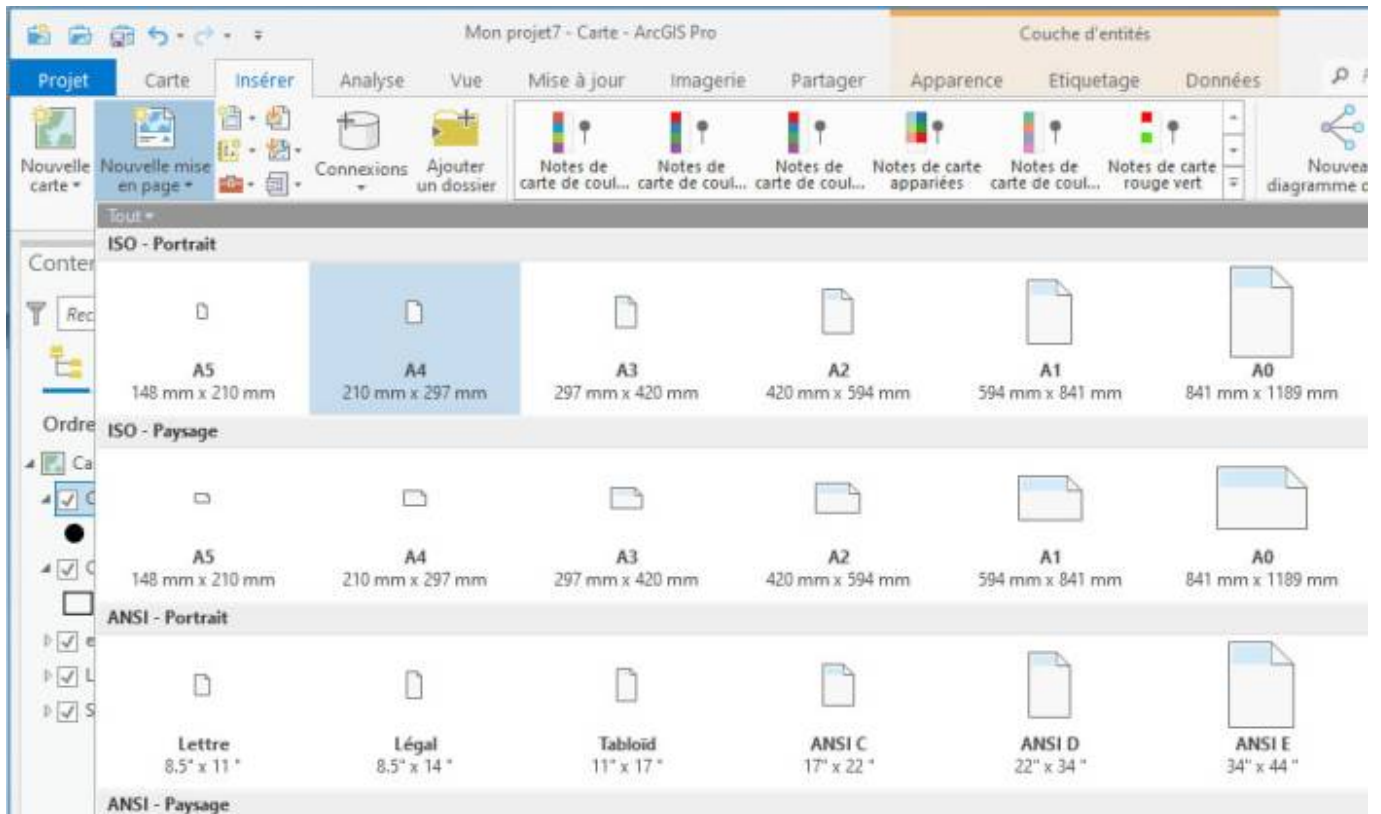 Mon projet7 - Carte - ArcGIS Pro
Couche d'entités
Projet Carte Insérer Analyse Vue Mise à jour Imagerie Partager Apparence Etiquetage Données
Nouvelle carte
Nouvelle mise en page
Connexions
Ajouter un dossier
Notes de carte de coul...
Notes de carte de coul...
Notes de carte de coul...
Notes de carte appariées
Notes de carte de coul...
Notes de carte rouge vert
Nouvea
diagramme d
Tout
ISO - Portrait
Conten
Rec
A5 A4 A3 A2 A1 A0
148 mm x 210 mm 210 mm x 297 mm 297 mm x 420 mm 420 mm x 594 mm 594 mm x 841 mm 841 mm x 1189 mm
Ordre
ISO - Paysage
Ca
C
A5 A4 A3 A2 A1 A0
C
148 mm x 210 mm 210 mm x 297 mm 297 mm x 420 mm 420 mm x 594 mm 594 mm x 841 mm 841 mm x 1189 mm
ANSI - Portrait
e
L
S
Lettre Légal Tabloïd ANSI C ANSI D ANSI E
8.5" x 11 " 8.5" x 14 " 11" x 17 " 17" x 22 " 22" x 34 " 34" x 44 "
ANSI - Paysage